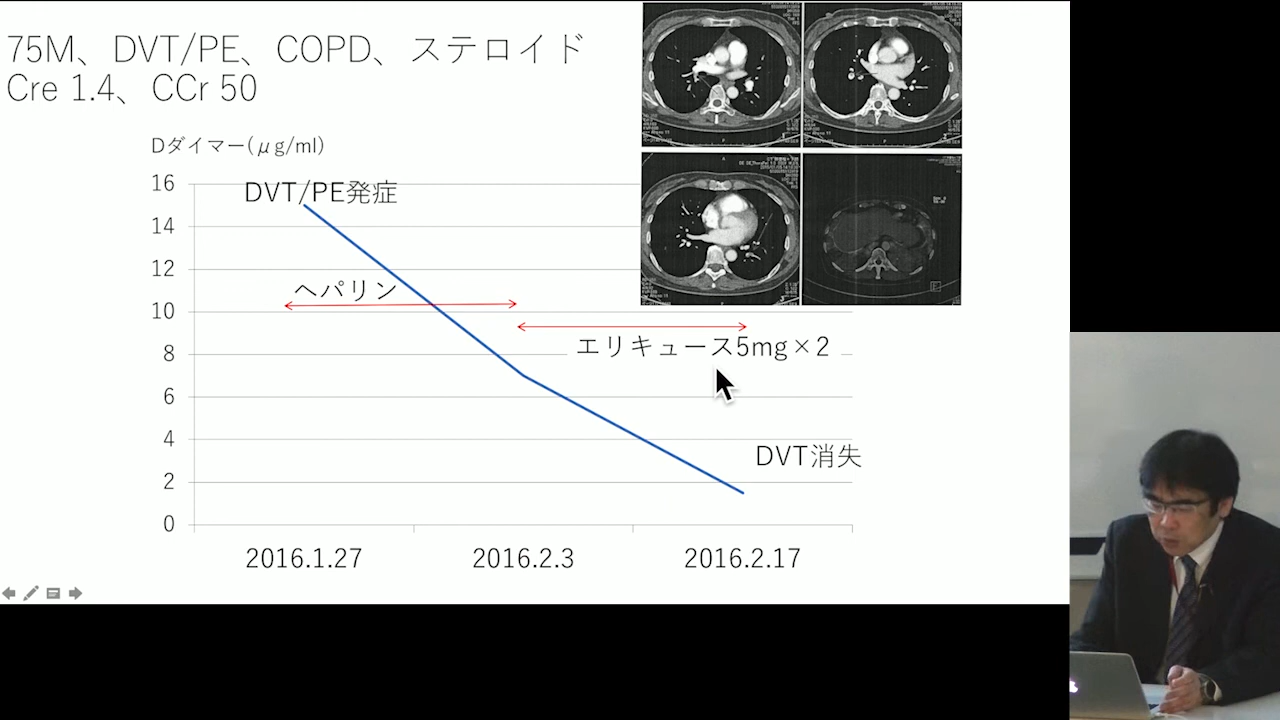 75M、DVT/PE、COPD、ステロイド
Cre 1.4、CCr 50
Dダイマー(μg/ml)
16
14
12
10
8
6
4
2
0
DVT/PE発症
ヘパリン
エリキュース5mg×2
DVT消失
2016.1.27
2016.2.3
2016.2.17